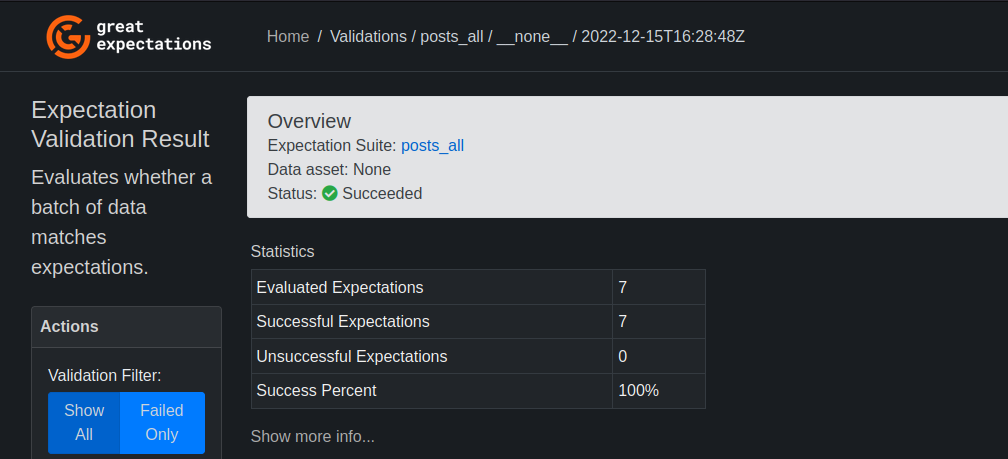 great
expectations
Home / Validations / posts_all / __none__ / 2022-12-15T16:28:48Z
Expectation
Validation Result
Evaluates whether a
batch of data
matches
expectations.
Actions
Validation Filter:
Show
All
Failed
Only
Overview
Expectation Suite: posts_all
Data asset: None
Status: Succeeded
Statistics
Evaluated Expectations 7
Successful Expectations 7
Unsuccessful Expectations 0
Success Percent 100%
Show more info...